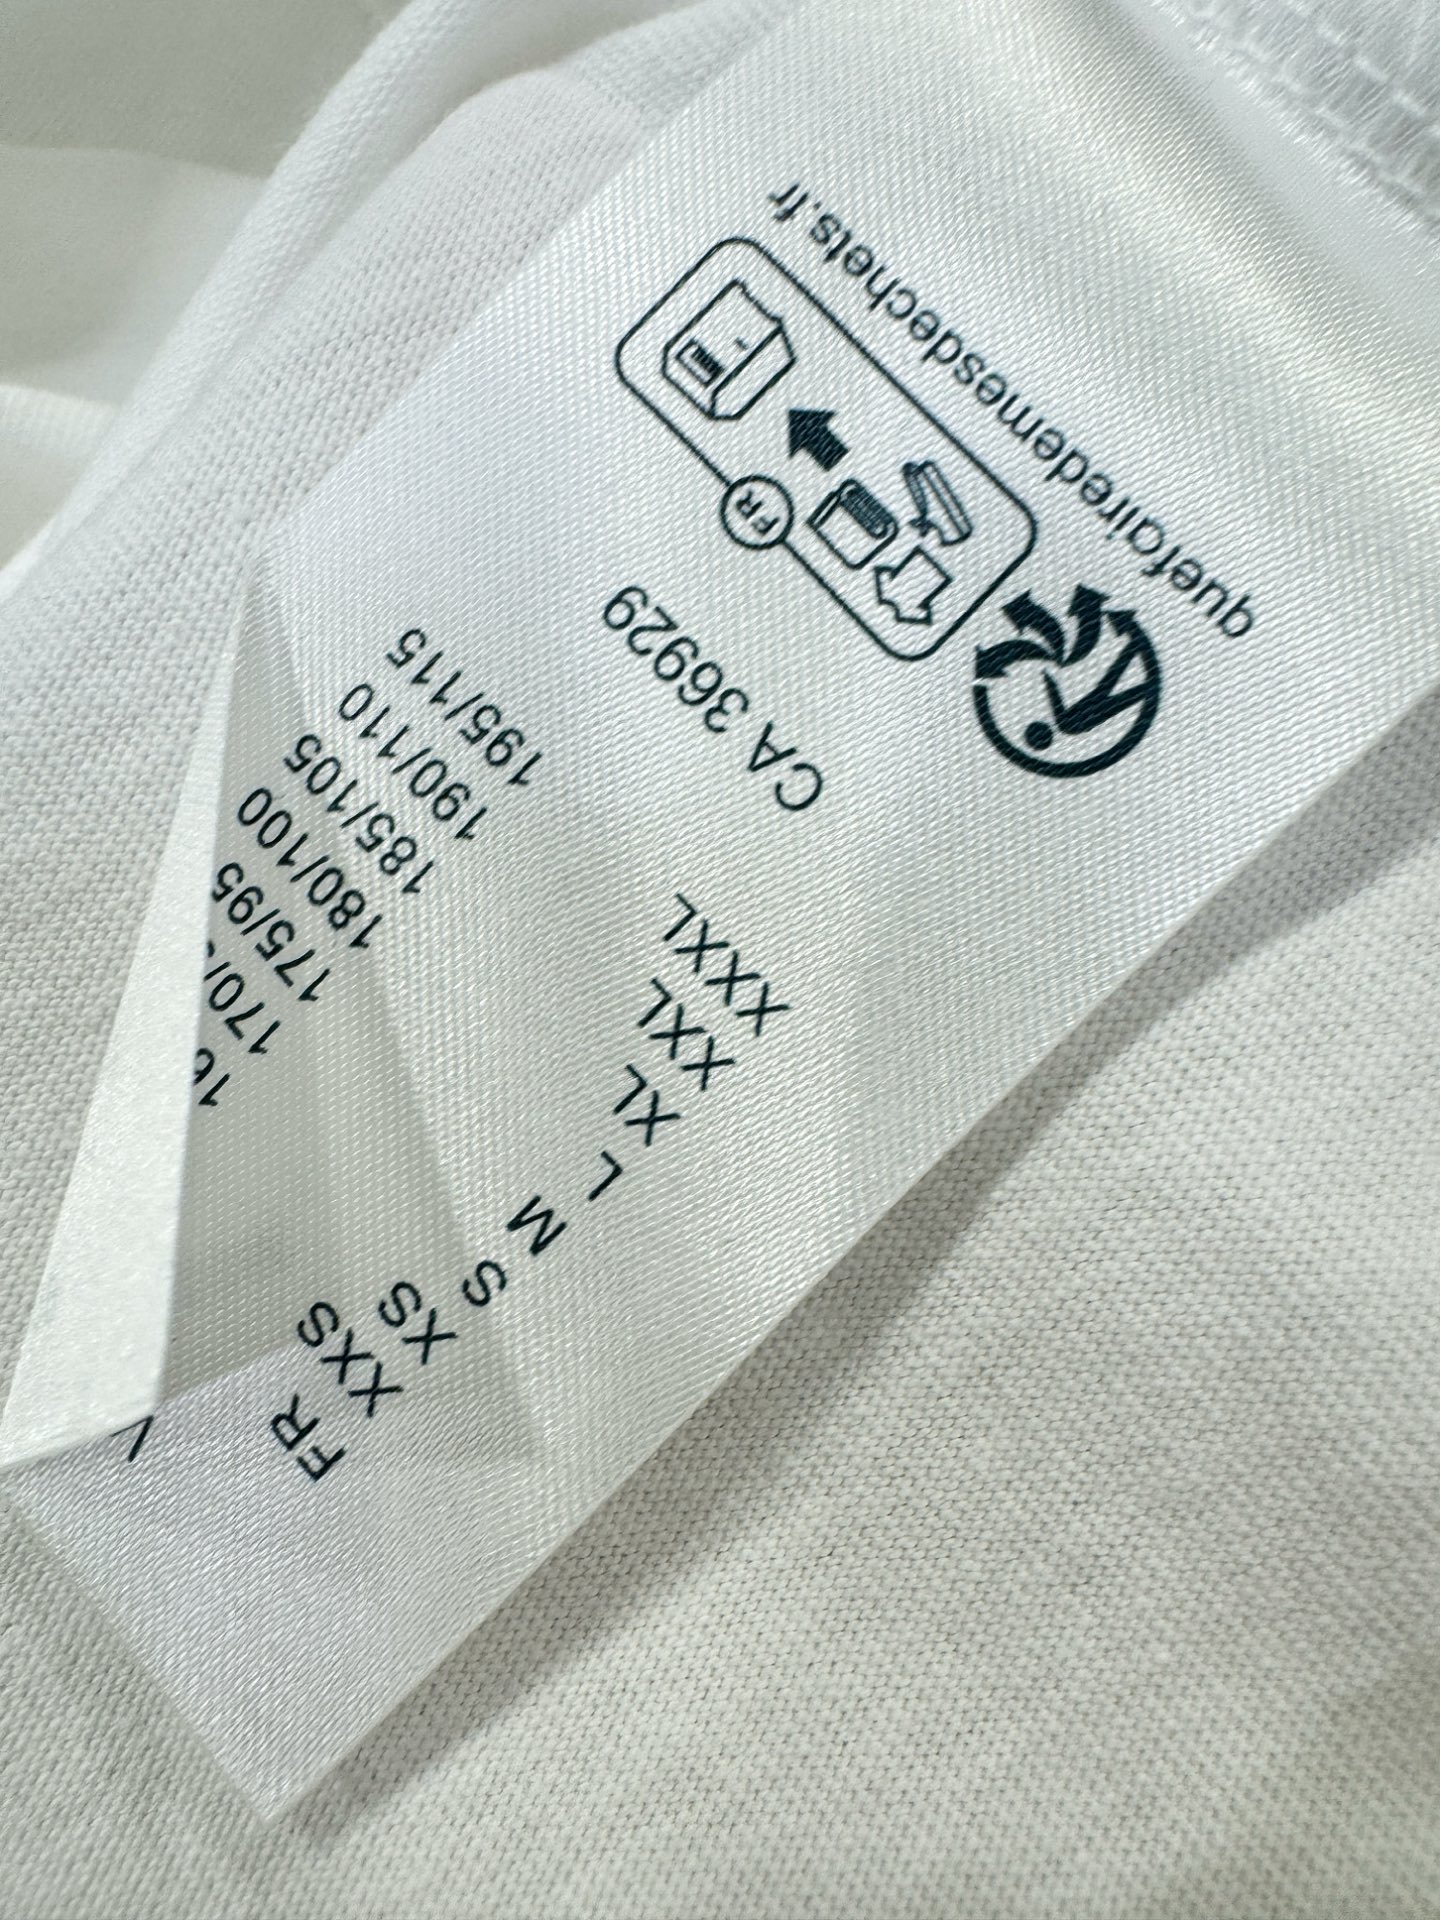 FR
XXS
XS
S 170/
M 175/95
L 180/100
XL 185/105
XXL 190/110
XXXL 195/115
CA 36929
FR
quefairedemesdechets.fr